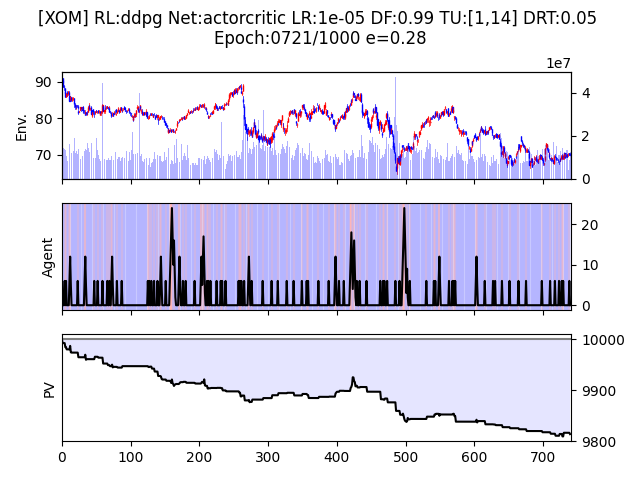 [XOM] RL:ddpg Net:actorcritic LR:1e-05 DF:0.99 TU:[1,14] DRT:0.05
Epoch:0721/1000 e=0.28
1e7
Env.
90
80
70
4
2
0
Agent
20
10
0
PV
10000
9900
9800
0 100 200 300 400 500 600 700